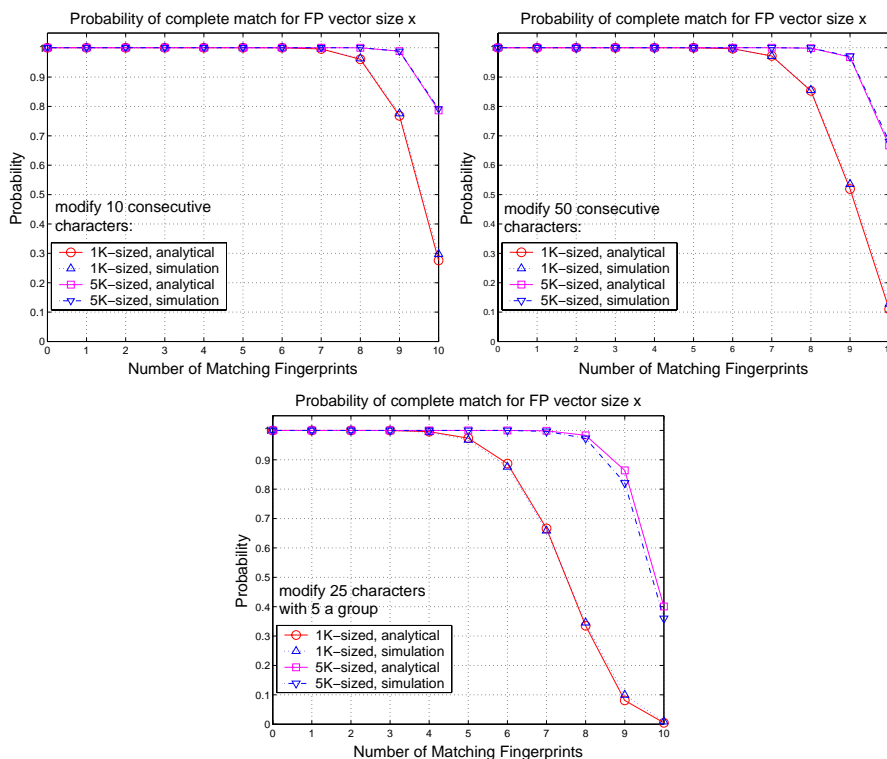 Probability of complete match for FP vector size x
1
0.9
0.8
0.7
0.6
0.5
0.4
0.3
0.2
0.1
0
Probability
modify 10 consecutive
characters:
1K-sized, analytical
1K-sized, simulation
5K-sized, analytical
5K-sized, simulation
0 1 2 3 4 5 6 7 8 9 10
Number of Matching Fingerprints
Probability of complete match for FP vector size x
1
0.9
0.8
0.7
0.6
0.5
0.4
0.3
0.2
0.1
0
Probability
modify 50 consecutive
characters:
1K-sized, analytical
1K-sized, simulation
5K-sized, analytical
5K-sized, simulation
0 1 2 3 4 5 6 7 8 9 1
Number of Matching Fingerprints
Probability of complete match for FP vector size x
1
0.9
0.8
0.7
0.6
0.5
0.4
0.3
0.2
0.1
0
Probability
modify 25 characters
with 5 a group
1K-sized, analytical
1K-sized, simulation
5K-sized, analytical
5K-sized, simulation
0 1 2 3 4 5 6 7 8 9 10
Number of Matching Fingerprints